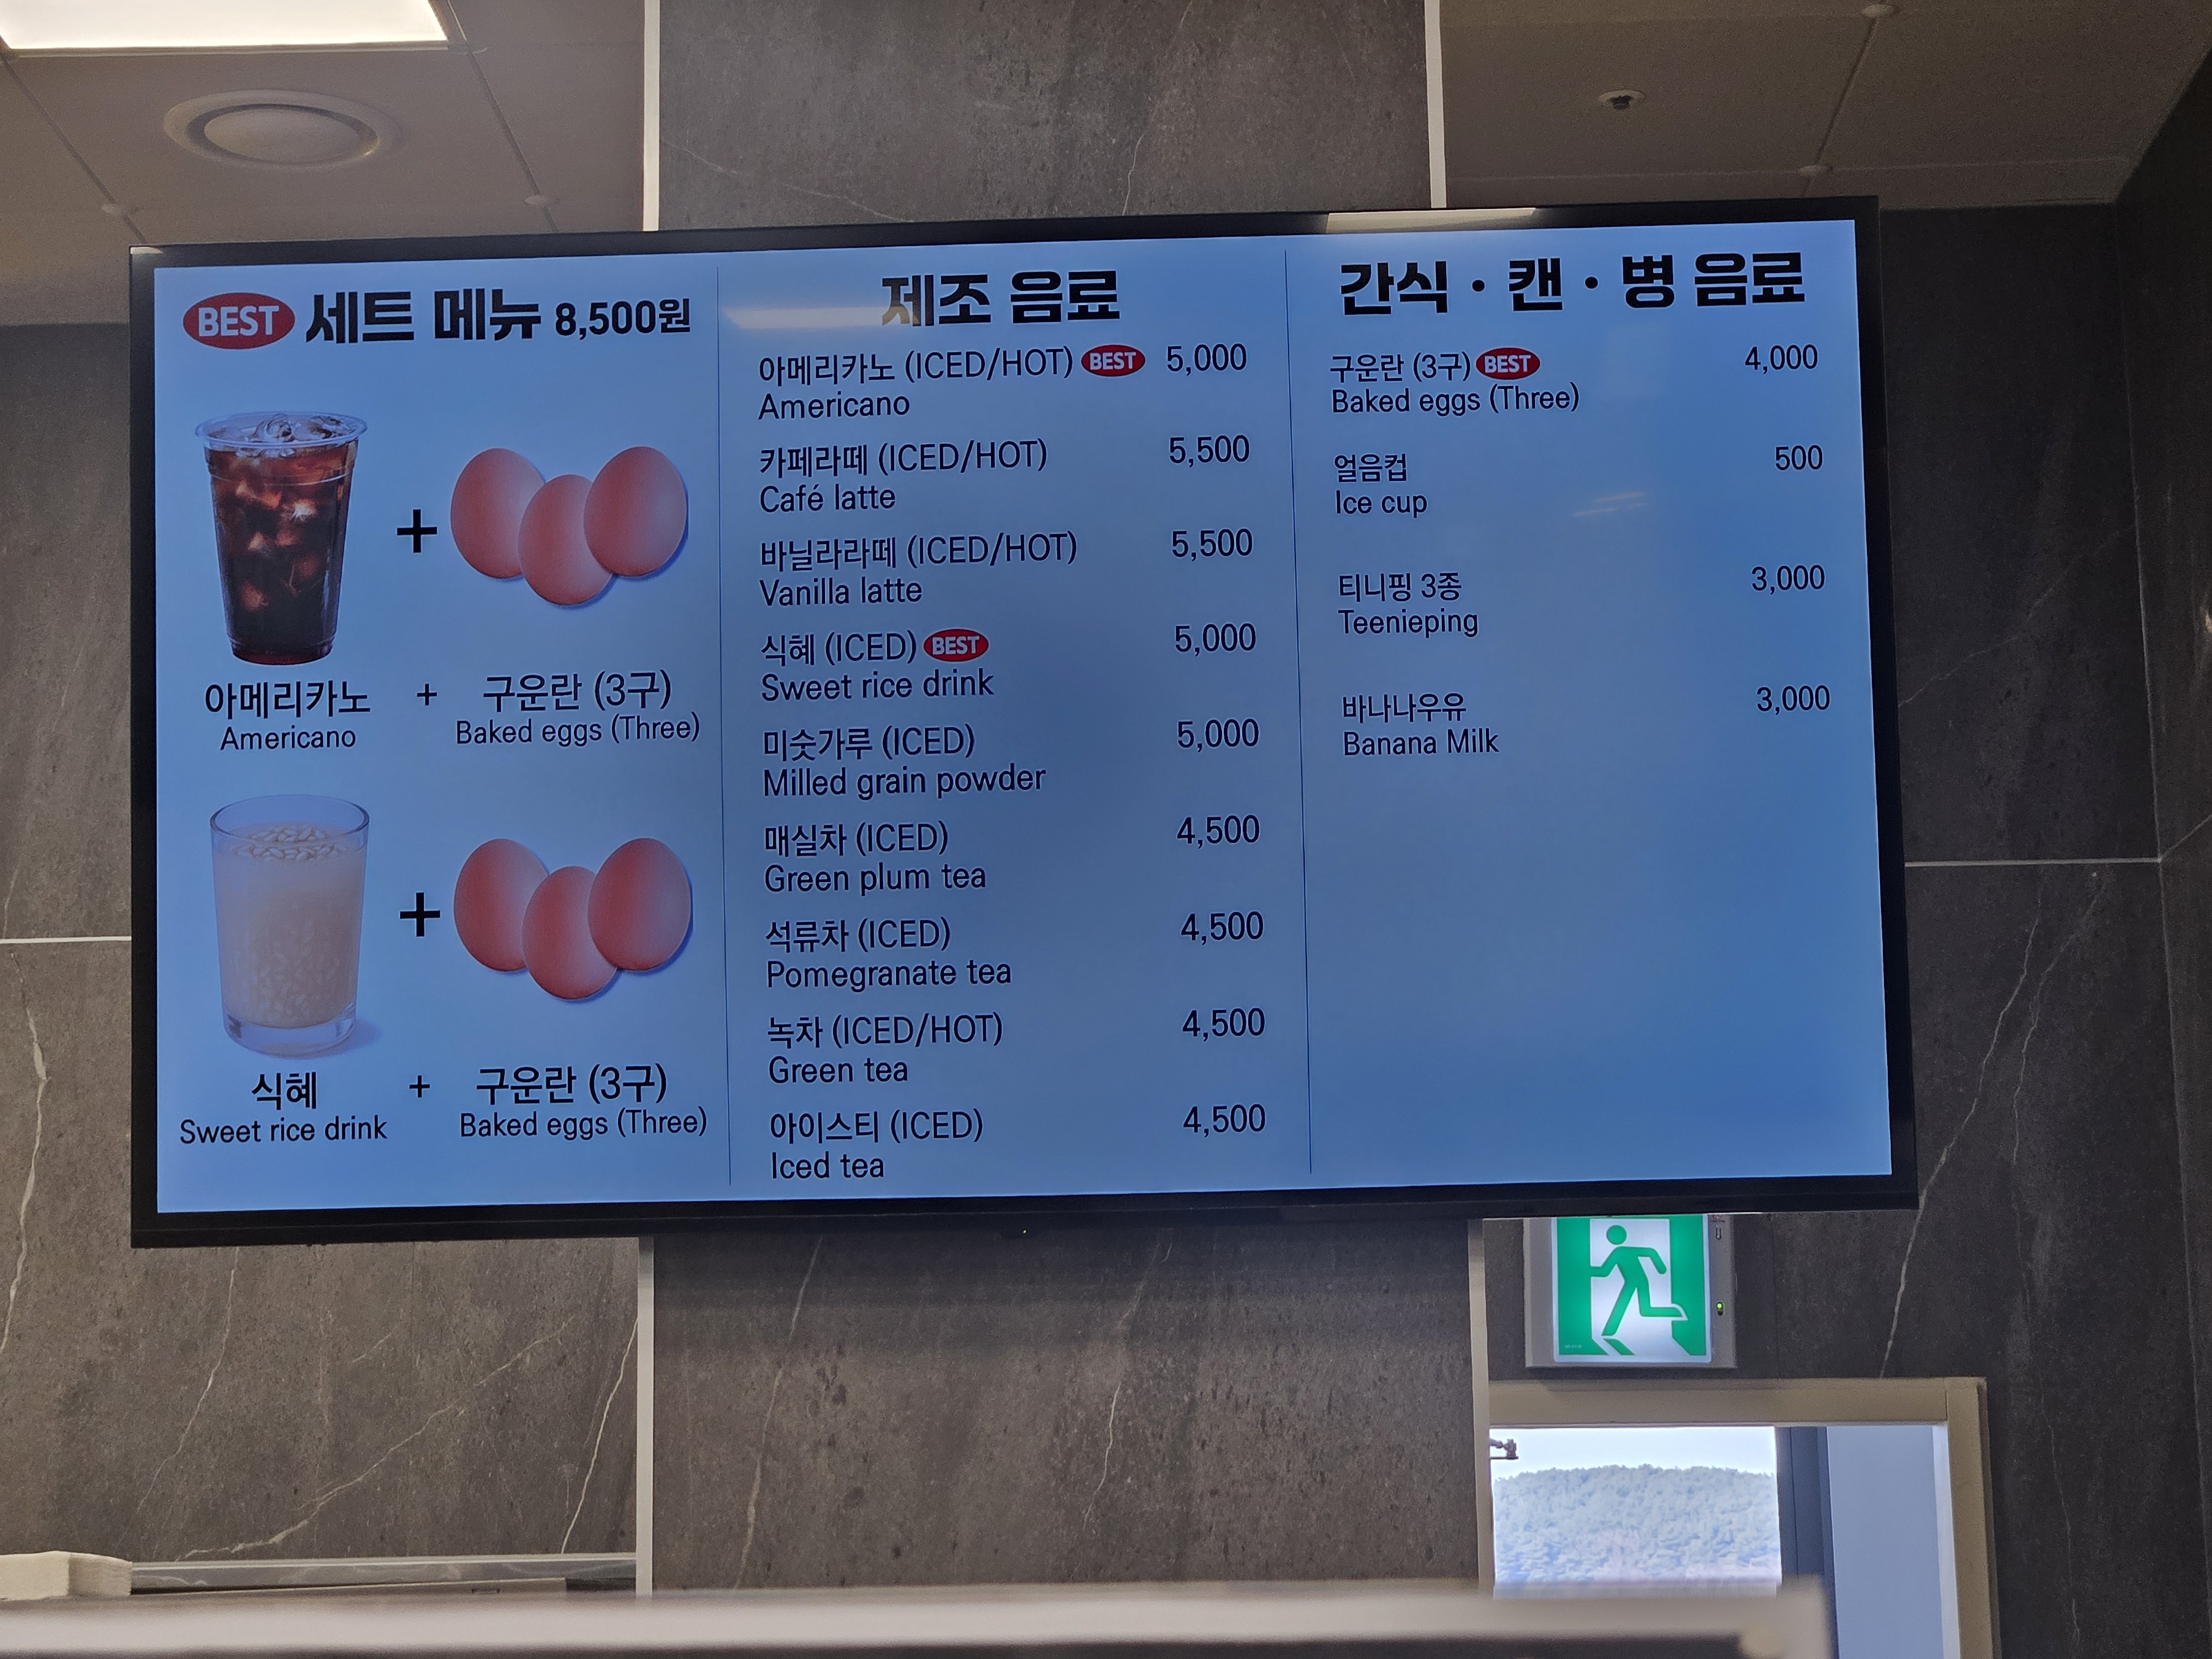 BEST 세트 메뉴 8,500원
아메리카노 + 구운란 (3구)
Americano Baked eggs (Three)
식혜 + 구운란 (3구)
Sweet rice drink Baked eggs (Three)
제조 음료
아메리카노 (ICED/HOT) BEST 5,000
Americano
카페라떼 (ICED/HOT) 5,500
Café latte
바닐라라떼 (ICED/HOT) 5,500
Vanilla latte
식혜 (ICED) BEST 5,000
Sweet rice drink
미숫가루 (ICED) 5,000
Milled grain powder
매실차 (ICED) 4,500
Green plum tea
석류차 (ICED) 4,500
Pomegranate tea
녹차 (ICED/HOT) 4,500
Green tea
아이스티 (ICED) 4,500
Iced tea
간식 · 캔 · 병 음료
구운란 (3구) BEST 4,000
Baked eggs (Three)
얼음컵 500
Ice cup
티니핑 3종 3,000
Teenieping
바나나우유 3,000
Banana Milk